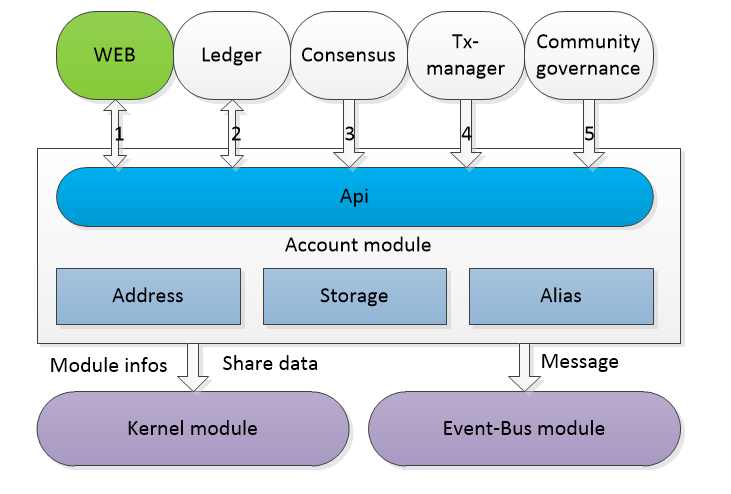 WEB
Ledger
Consensus
Tx-
manager
Community
governance
1
2
3
4
5
Api
Account module
Address
Storage
Alias
Module infos
Share data
Message
Kernel module
Event-Bus module